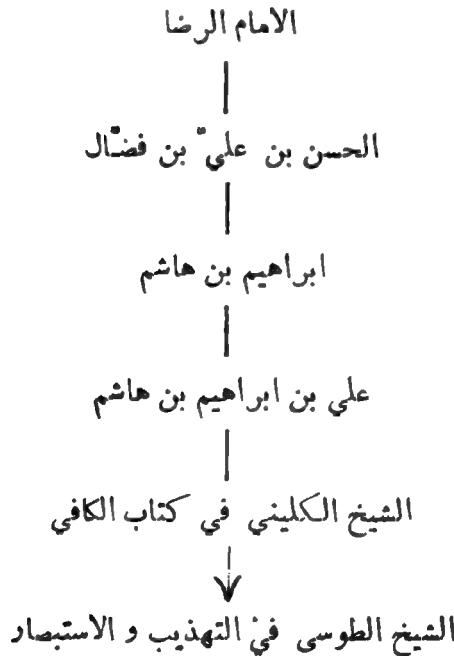 الامام الرضا
الحسن بن عليّ بن فضّال
ابراهيم بن هاشم
علي بن ابراهيم بن هاشم
الشيخ الكليني في كتاب الكافي
الشيخ الطوسى في التهذيب و الاستبصار